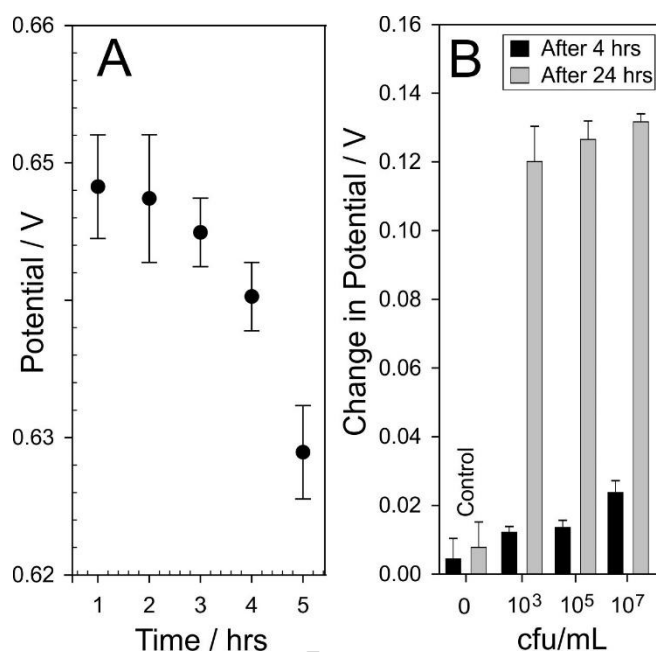 A
0.66
0.65
0.63
0.62
Potential / V
1 2 3 4 5
Time / hrs
B
After 4 hrs
After 24 hrs
0.16
0.14
0.12
0.10
0.08
0.06
0.04
0.02
0.00
Change in Potential / V
Control
0 10³ 10⁵ 10⁷
cfu/mL